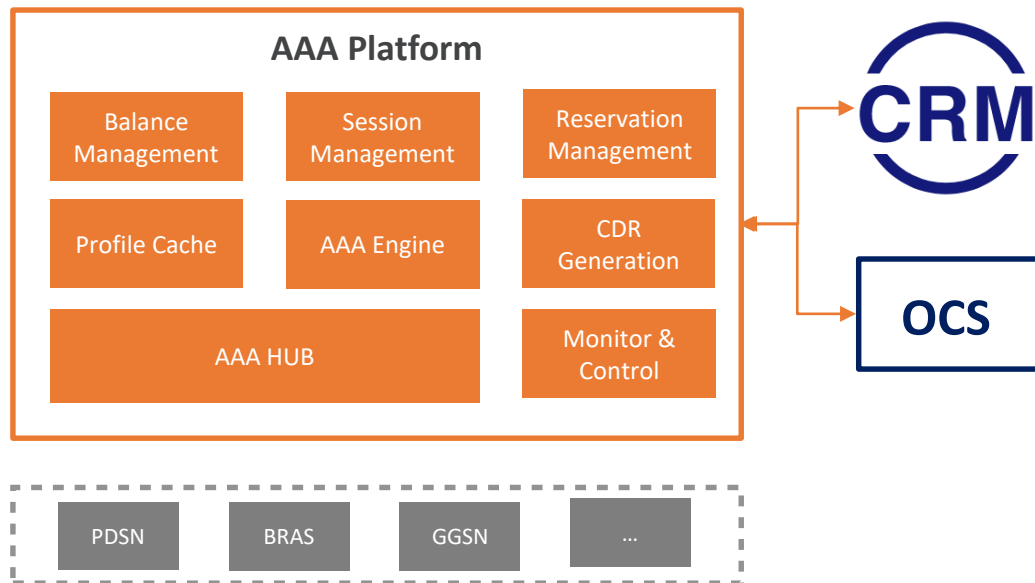 AAA Platform
Balance
Management
Session
Management
Reservation
Management
Profile Cache
AAA Engine
CDR
Generation
AAA HUB
Monitor &
Control
CRM
OCS
PDSN
BRAS
GGSN
...